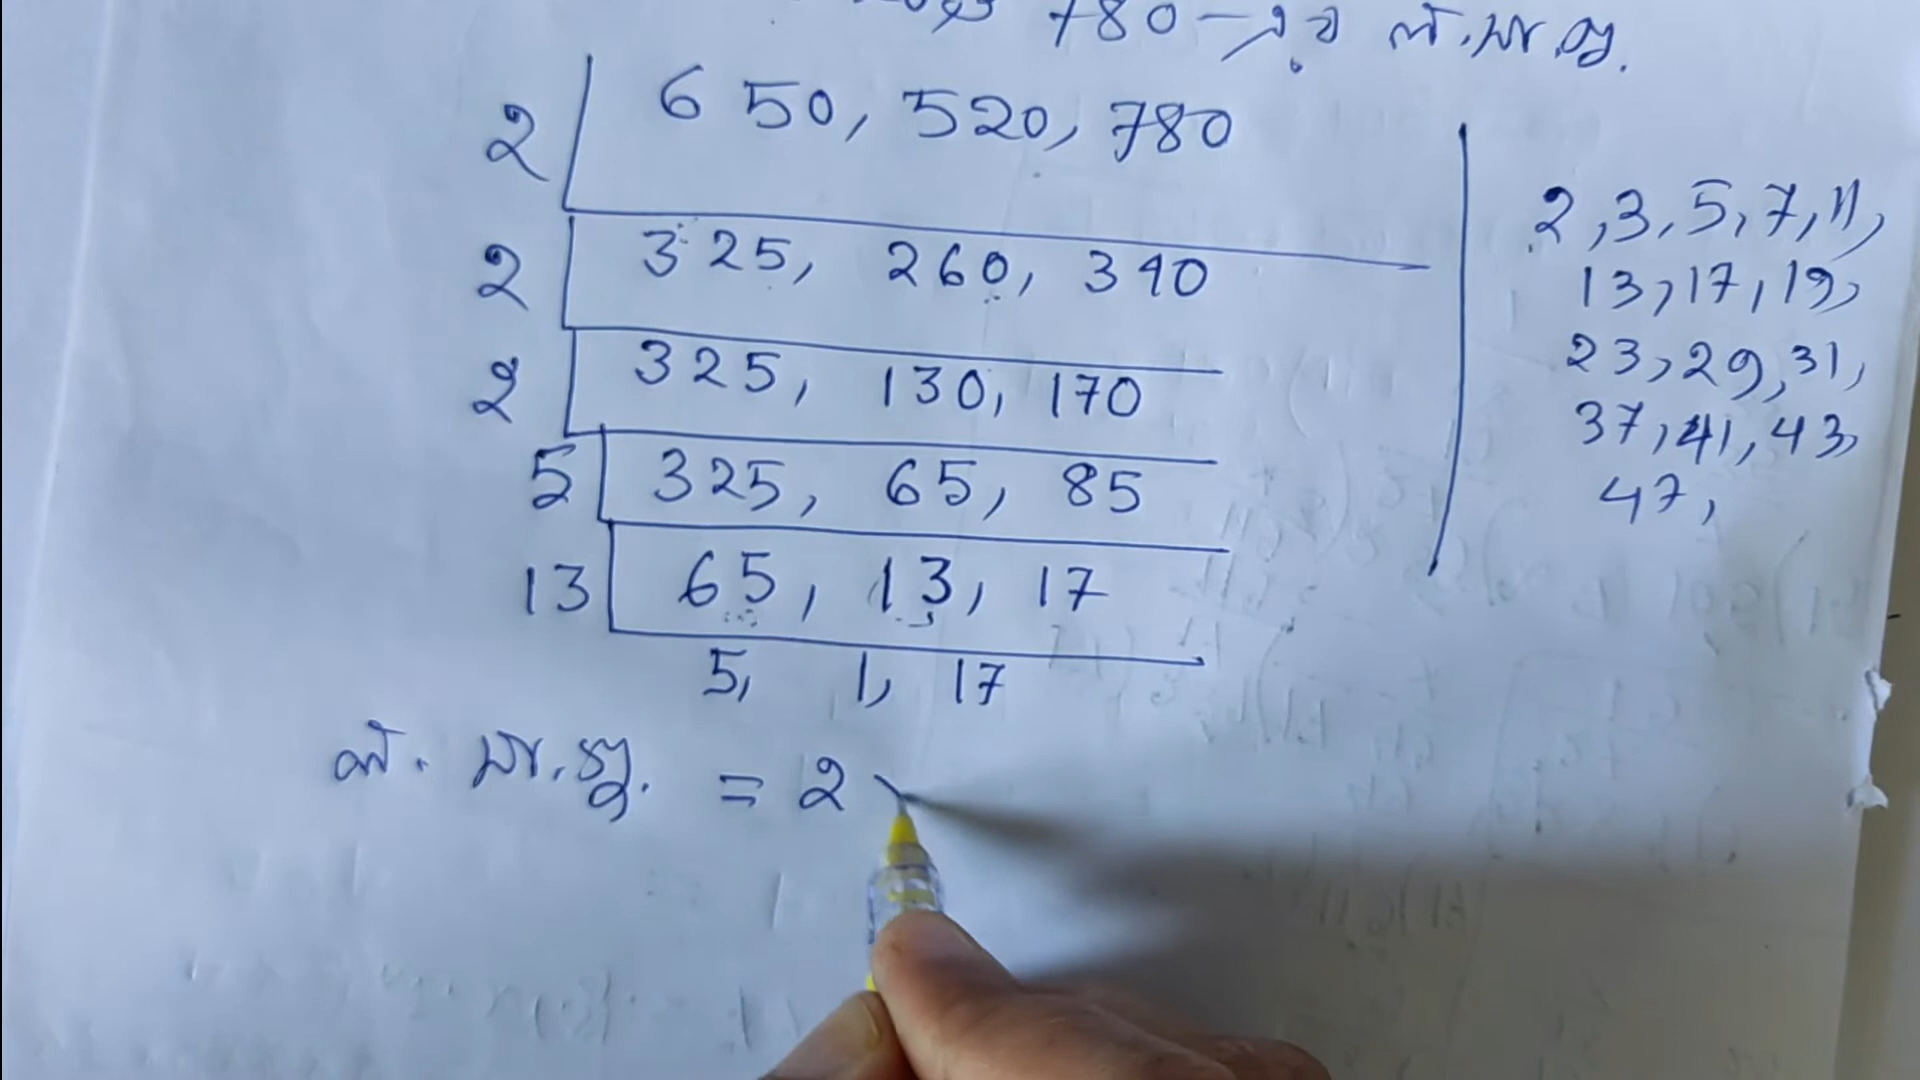 780
2 650, 520, 780
2 325, 260, 340
2 325, 130, 170
5 325, 65, 85
13 65, 13, 17
5, 1, 17
= 2
2, 3, 5, 7, 11,
13, 17, 19,
23, 29, 31,
37, 41, 43,
47,